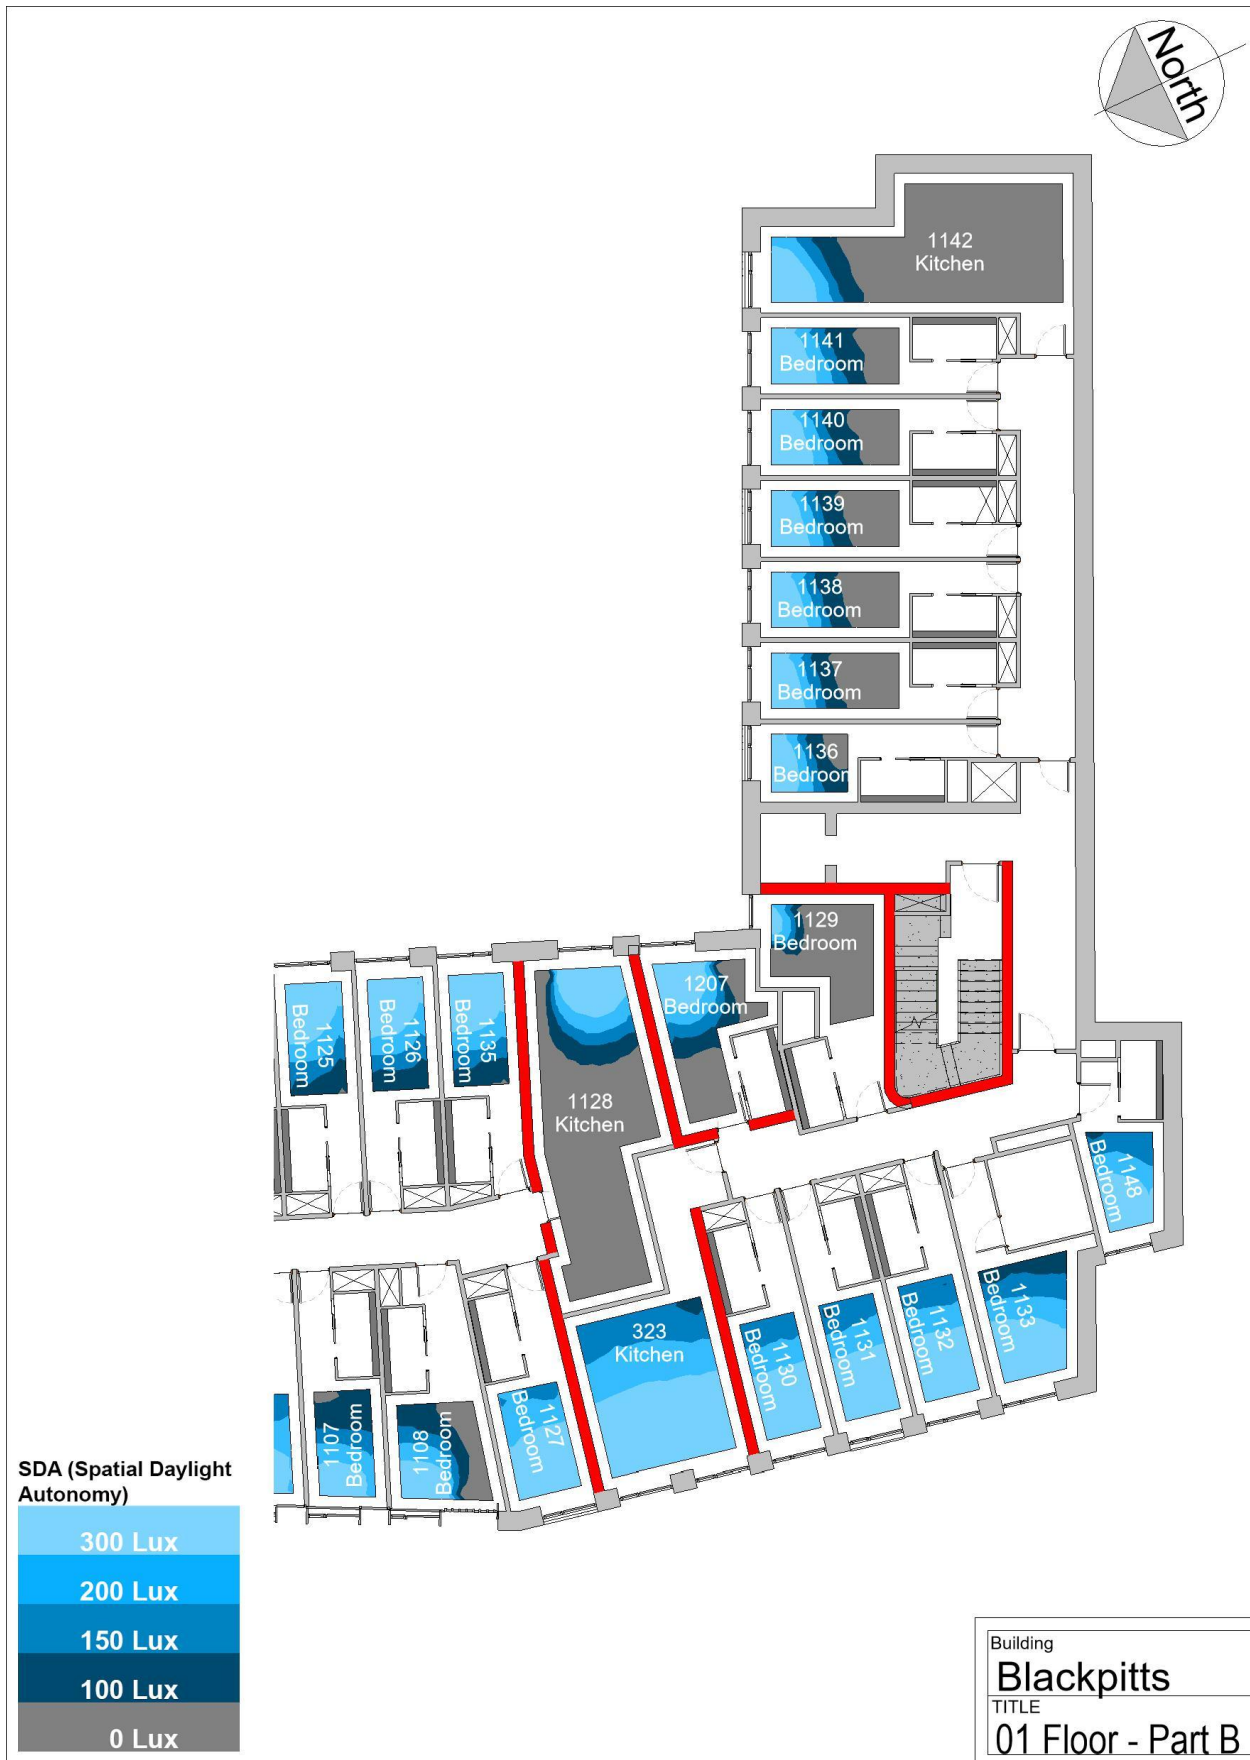 North
1142
Kitchen
1141
Bedroom
1140
Bedroom
1139
Bedroom
1138
Bedroom
1137
Bedroom
1136
Bedroon
1129
Bedroom
1207
Bedroom
1125
Bedroom
1126
Bedroom
1135
Bedroom
1128
Kitchen
1148
Bedroom
323
Kitchen
1130
Bedroom
1131
Bedroom
1132
Bedroom
1133
Bedroom
1107
Bedroom
1108
Bedroom
1127
Bedroom
SDA (Spatial Daylight
Autonomy)
300 Lux
200 Lux
150 Lux
100 Lux
0 Lux
Building
Blackpitts
TITLE
01 Floor - Part B